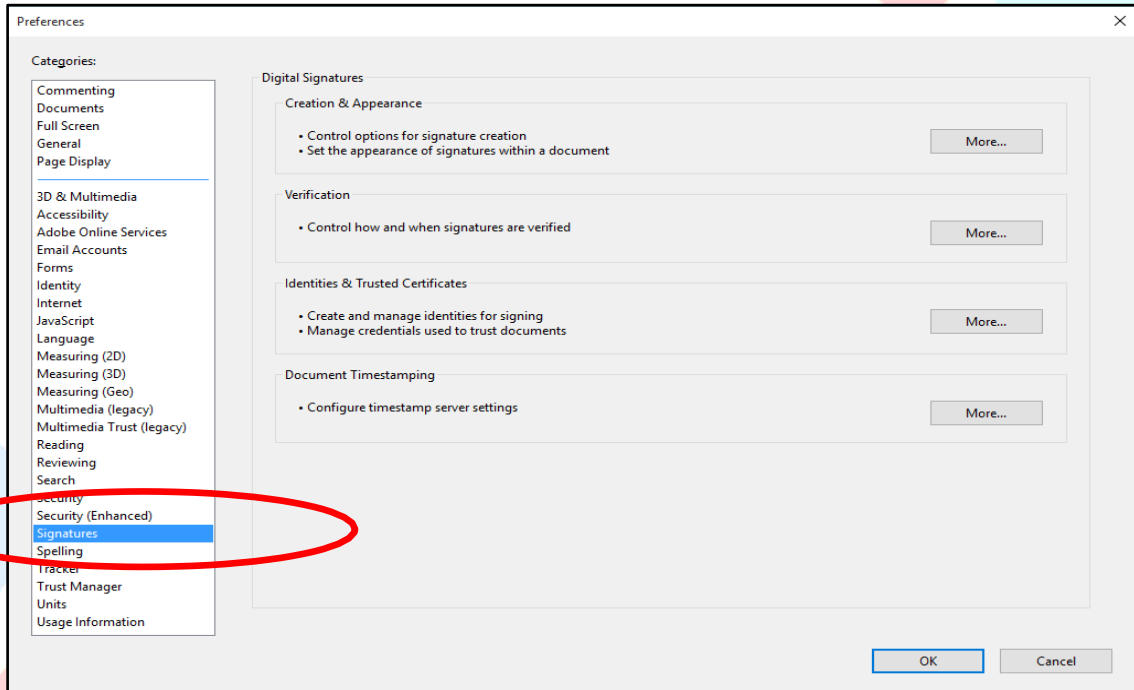 Preferences
Categories:
Commenting
Documents
Full Screen
General
Page Display
3D & Multimedia
Accessibility
Adobe Online Services
Email Accounts
Forms
Identity
Internet
JavaScript
Language
Measuring (2D)
Measuring (3D)
Measuring (Geo)
Multimedia (legacy)
Multimedia Trust (legacy)
Reading
Reviewing
Search
Security
Security (Enhanced)
Signatures
Spelling
Tracker
Trust Manager
Units
Usage Information
Digital Signatures
Creation & Appearance
• Control options for signature creation
• Set the appearance of signatures within a document
More...
Verification
• Control how and when signatures are verified
More...
Identities & Trusted Certificates
• Create and manage identities for signing
• Manage credentials used to trust documents
More...
Document Timestamping
• Configure timestamp server settings
More...
OK
Cancel